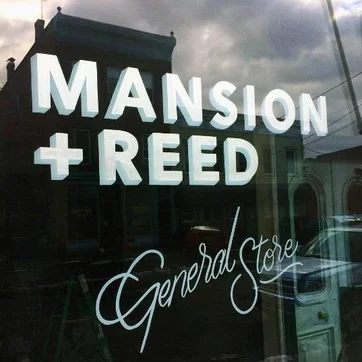 MANSION
+REED
General Store